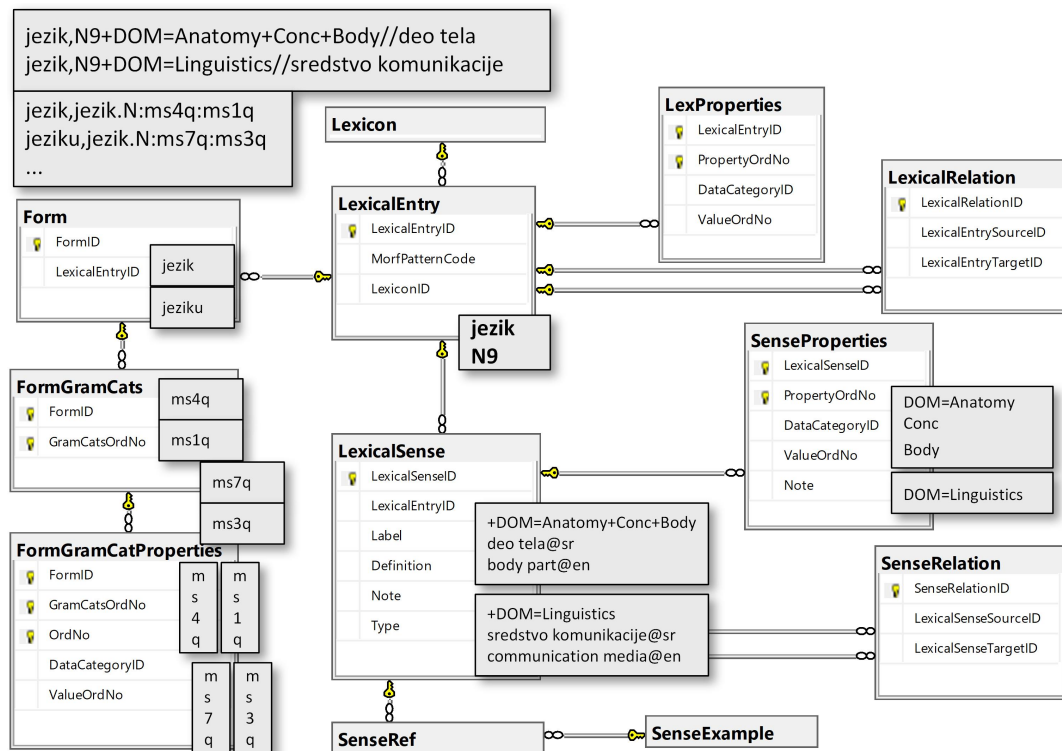 jezik,N9+DOM=Anatomy+Conc+Body//deo tela
jezik,N9+DOM=Linguistics//sredstvo komunikacije
jezik,jezik.N:ms4q:ms1q
jeziku,jezik.N:ms7q:ms3q
...
Lexicon
LexProperties
LexicalEntryID
PropertyOrdNo
DataCategoryID
ValueOrdNo
LexicalRelation
LexicalRelationID
LexicalEntrySourceID
LexicalEntryTargetID
Form
FormID
LexicalEntryID
jezik
jeziku
LexicalEntry
LexicalEntryID
MorfPatternCode
LexiconID
jezik
N9
FormGramCats
FormID
GramCatsOrdNo
ms4q
ms1q
ms7q
ms3q
SenseProperties
LexicalSenseID
PropertyOrdNo
DataCategoryID
ValueOrdNo
Note
DOM=Anatomy
Conc
Body
DOM=Linguistics
LexicalSense
LexicalSenseID
LexicalEntryID
Label
Definition
Note
Type
+DOM=Anatomy+Conc+Body
deo tela@sr
body part@en
+DOM=Linguistics
sredstvo komunikacije@sr
communication media@en
FormGramCatProperties
FormID
GramCatsOrdNo
OrdNo
DataCategoryID
ValueOrdNo
m
s
4
q
m
s
1
q
m
s
7
q
m
s
3
q
SenseRelation
SenseRelationID
LexicalSenseSourceID
LexicalSenseTargetID
SenseRef
SenseExample